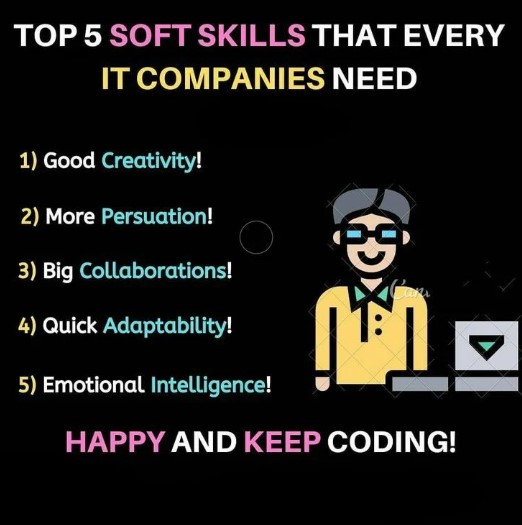 TOP 5 SOFT SKILLS THAT EVERY
IT COMPANIES NEED
1) Good Creativity!
2) More Persuation!
3) Big Collaborations!
4) Quick Adaptability!
5) Emotional Intelligence!
HAPPY AND KEEP CODING!